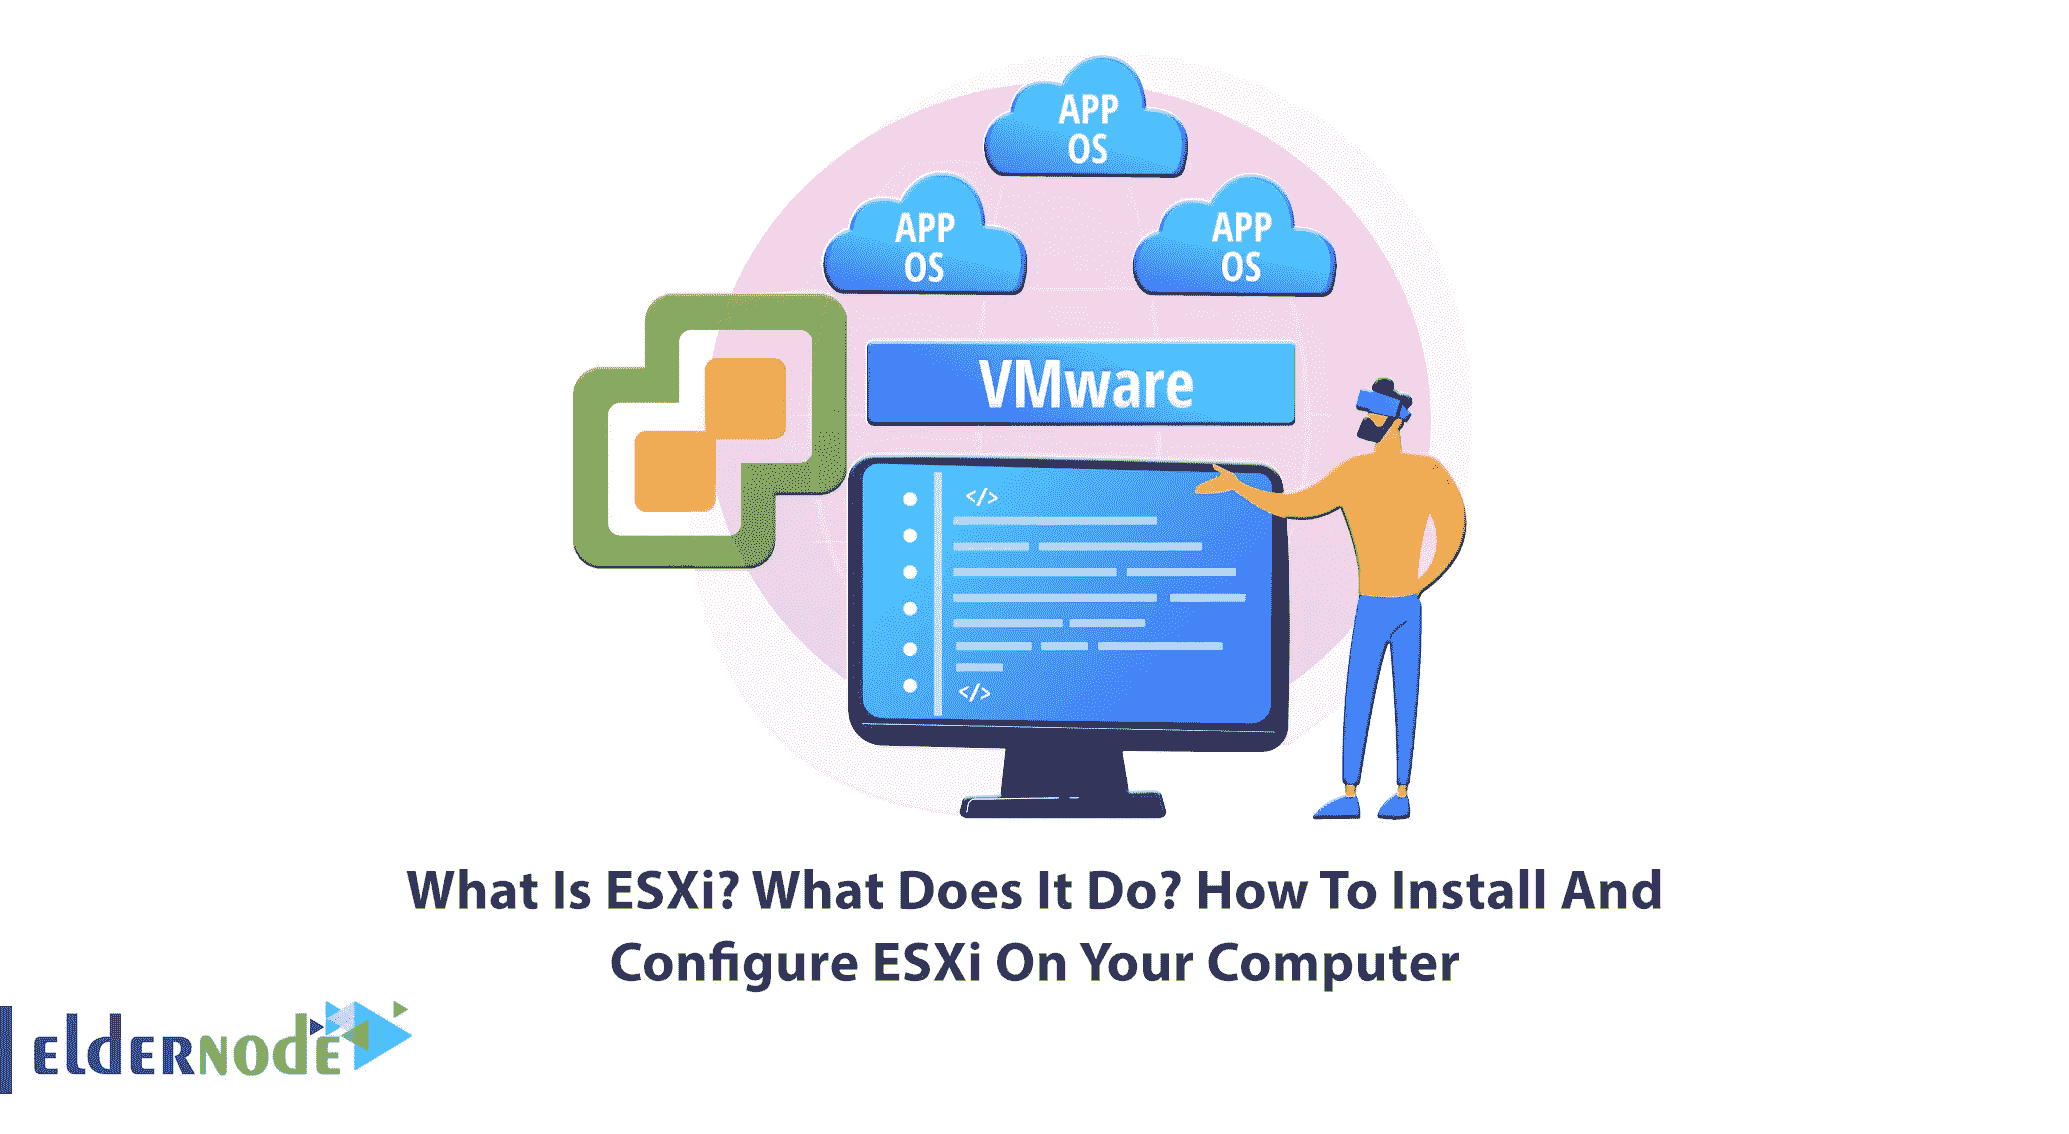 APP
OS
APP
OS
APP
OS
VMware
</>
</>
What Is ESXi? What Does It Do? How To Install And
Configure ESXi On Your Computer
ElderNode